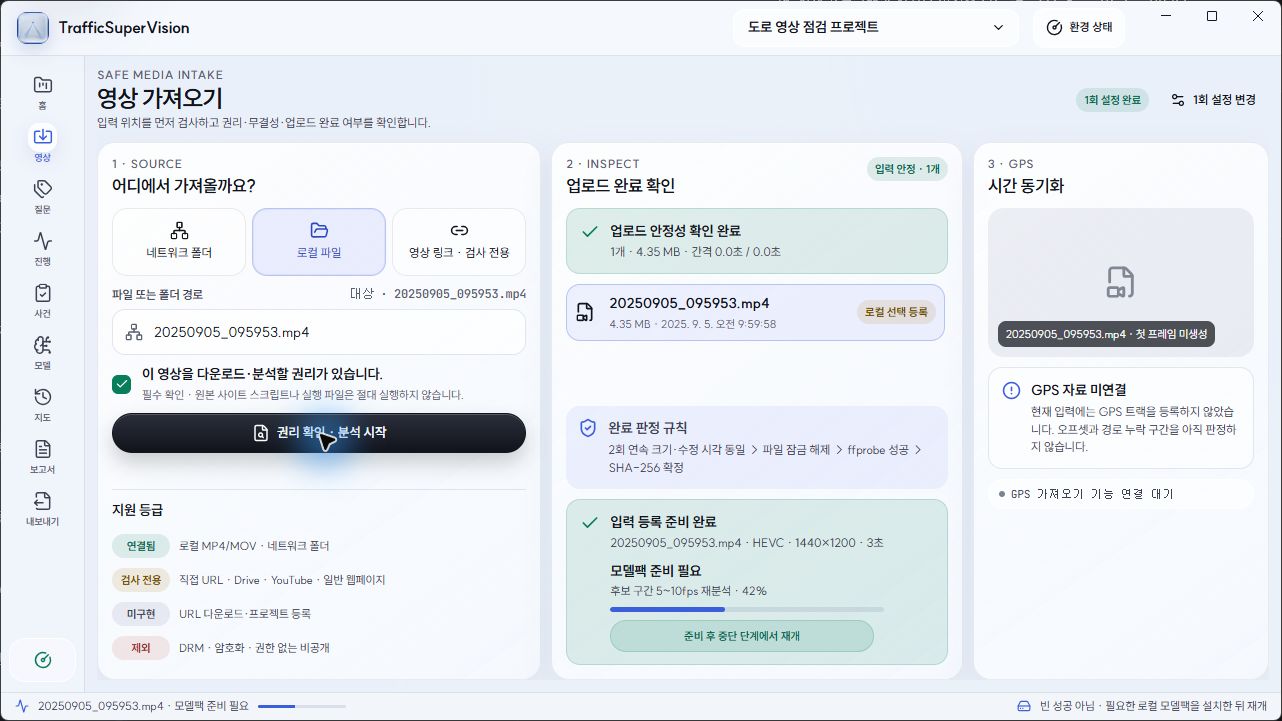 TrafficSuperVision
도로 영상 점검 프로젝트
환경 상태
홈
영상
질문
진행
사건
모델
지도
보고서
내보내기
SAFE MEDIA INTAKE
영상 가져오기
입력 위치를 먼저 검사하고 권리·무결성·업로드 완료 여부를 확인합니다.
1회 설정 완료
1회 설정 변경
1 · SOURCE
어디에서 가져올까요?
네트워크 폴더
로컬 파일
영상 링크 · 검사 전용
파일 또는 폴더 경로
대상 · 20250905_095953.mp4
20250905_095953.mp4
이 영상을 다운로드·분석할 권리가 있습니다.
필수 확인 · 원본 사이트 스크립트나 실행 파일은 절대 실행하지 않습니다.
권리 확인 · 분석 시작
지원 등급
연결됨
로컬 MP4/MOV · 네트워크 폴더
검사 전용
직접 URL · Drive · YouTube · 일반 웹페이지
미구현
URL 다운로드·프로젝트 등록
제외
DRM · 암호화 · 권한 없는 비공개
2 · INSPECT
업로드 완료 확인
입력 안정 · 1개
업로드 안정성 확인 완료
1개 · 4.35 MB · 간격 0.0초 / 0.0초
20250905_095953.mp4
4.35 MB · 2025. 9. 5. 오전 9:59:58
로컬 선택 등록
완료 판정 규칙
2회 연속 크기·수정 시각 동일 > 파일 잠금 해제 > ffprobe 성공 >
SHA-256 확정
입력 등록 준비 완료
20250905_095953.mp4 · HEVC · 1440×1200 · 3초
모델팩 준비 필요
후보 구간 5~10fps 재분석 · 42%
준비 후 중단 단계에서 재개
3 · GPS
시간 동기화
20250905_095953.mp4 · 첫 프레임 미생성
GPS 자료 미연결
현재 입력에는 GPS 트랙을 등록하지 않았습
니다. 오프셋과 경로 누락 구간을 아직 판정하
지 않습니다.
GPS 가져오기 기능 연결 대기
20250905_095953.mp4 · 모델팩 준비 필요
빈 성공 아님 · 필요한 로컬 모델팩을 설치한 뒤 재개